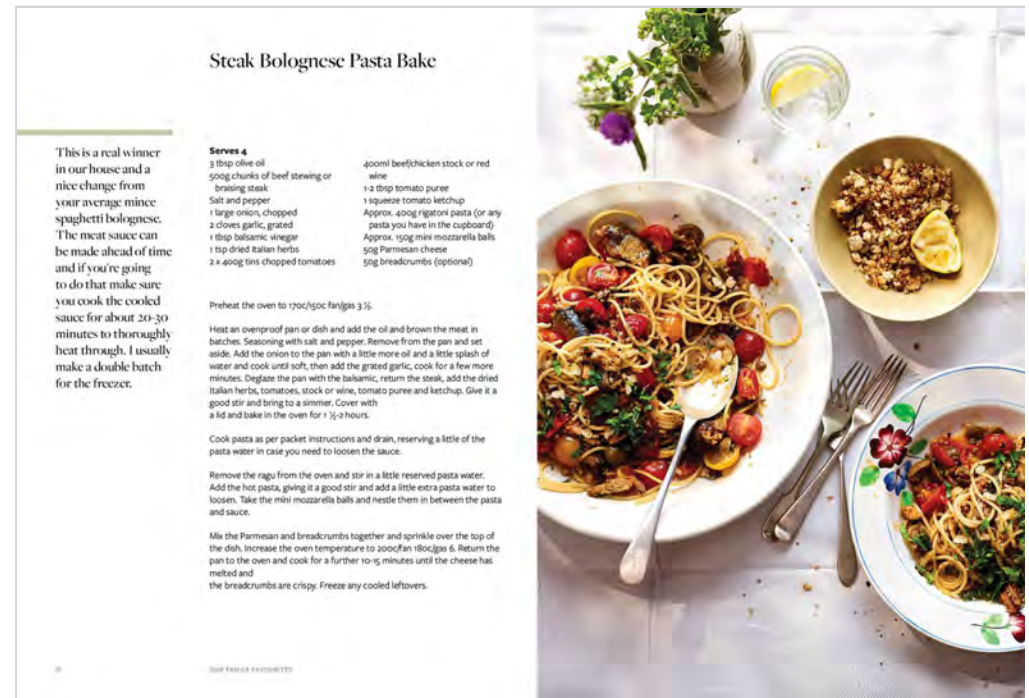 Steak Bolognese Pasta Bake
This is a real winner
in our house and a
nice change from
your average mince
spaghetti bolognese.
The meat sauce can
be made ahead of time
and if you're going
to do that make sure
you cook the cooled
sauce for about 20-30
minutes to thoroughly
heat through. I usually
make a double batch
for the freezer.
Serves 4
3 tbsp olive oil
500g chunks of beef stewing or
braising steak
Salt and pepper
1 large onion, chopped
2 cloves garlic, grated
1 tbsp balsamic vinegar
1 tsp dried Italian herbs
2 x 400g tins chopped tomatoes
400ml beef/chicken stock or red
wine
1-2 tbsp tomato puree
1 squeeze tomato ketchup
Approx. 400g rigatoni pasta (or any
pasta you have in the cupboard)
Approx. 150g mini mozzarella balls
50g Parmesan cheese
50g breadcrumbs (optional)
Preheat the oven to 170c/150c fan/gas 3 ½.
Heat an ovenproof pan or dish and add the oil and brown the meat in
batches. Seasoning with salt and pepper. Remove from the pan and set
aside. Add the onion to the pan with a little more oil and a little splash of
water and cook until soft, then add the grated garlic, cook for a few more
minutes. Deglaze the pan with the balsamic, return the steak, add the dried
Italian herbs, tomatoes, stock or wine, tomato puree and ketchup. Give it a
good stir and bring to a simmer. Cover with
a lid and bake in the oven for 1 ½-2 hours.
Cook pasta as per packet instructions and drain, reserving a little of the
pasta water in case you need to loosen the sauce.
Remove the ragu from the oven and stir in a little reserved pasta water.
Add the hot pasta, giving it a good stir and add a little extra pasta water to
loosen. Take the mini mozzarella balls and nestle them in between the pasta
and sauce.
Mix the Parmesan and breadcrumbs together and sprinkle over the top of
the dish. Increase the oven temperature to 200c/fan 180c/gas 6. Return the
pan to the oven and cook for a further 10-15 minutes until the cheese has
melted and
the breadcrumbs are crispy. Freeze any cooled leftovers.
OUR FAMILY FAVOURITES